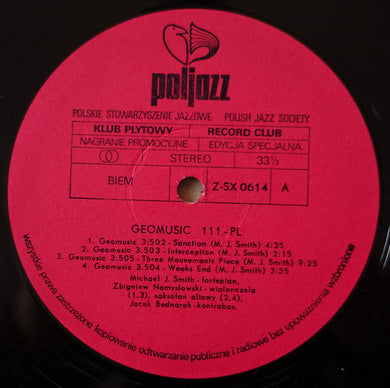 poljazz
POLSKIE STOWARZYSZENIE JAZZOWE POLISH JAZZ SOCIETY
KLUB PŁYTOWY RECORD CLUB
NAGRANIE PROMOCYJNE EDYCJA SPECJALNA
STEREO 33⅓
BIEM Z-SX 0614 A
GEOMUSIC 111-PL
1. Geomusic 3.502 - Sanction (M. J. Smith) 4:25
2. Geomusic 3.503 - Interception (M. J. Smith) 2:15
3. Geomusic 3.505 - Three Mouvements Piece (M. J. Smith) 9:25
4. Geomusic 3.504 - Weeks End (M. J. Smith) 3:35
Michael J. Smith - fortepian,
Zbigniew Namysłowski - wiolonczela
(1,3), saksofon altowy (2,4),
Jacek Bednarek - kontrabas.
wszystkie prawa zastrzeżone kopiowanie odtwarzanie publiczne i radiowe bez upoważnienia wzbronione